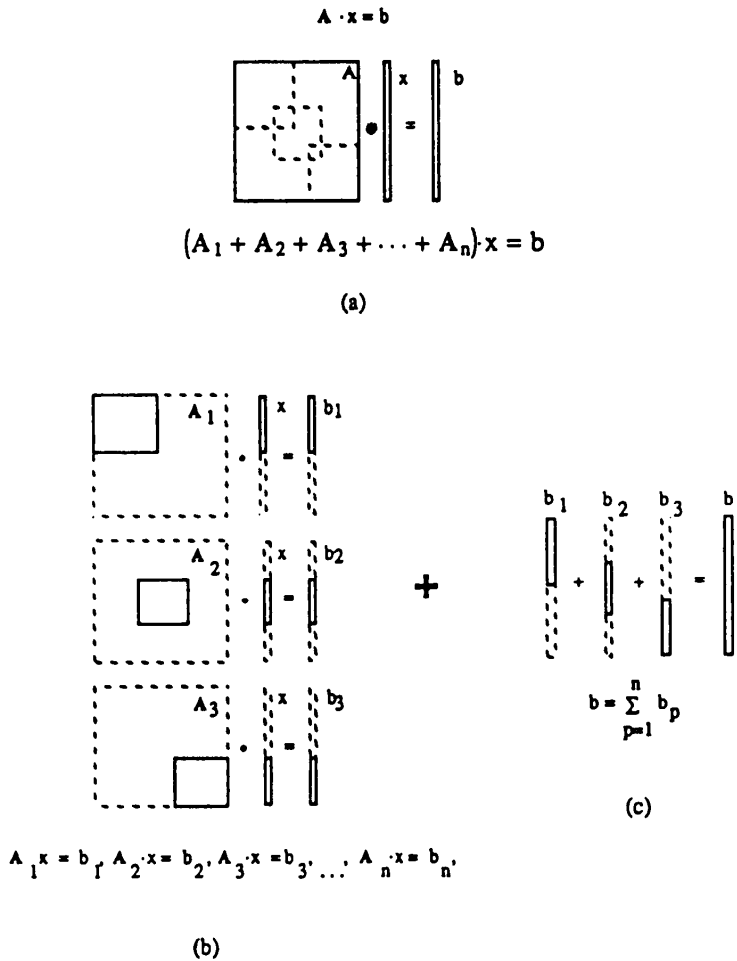 A · x = b
A x b
• =
(A₁ + A₂ + A₃ + ··· + Aₙ)·x = b
(a)
A₁ · x = b₁
A₂ · x = b₂
A₃ · x = b₃
+
b₁ + b₂ + b₃ = b
b = Σ b_p
n
p=1
(c)
A₁x = b₁, A₂·x = b₂, A₃·x = b₃, ..., Aₙ·x = bₙ,
(b)